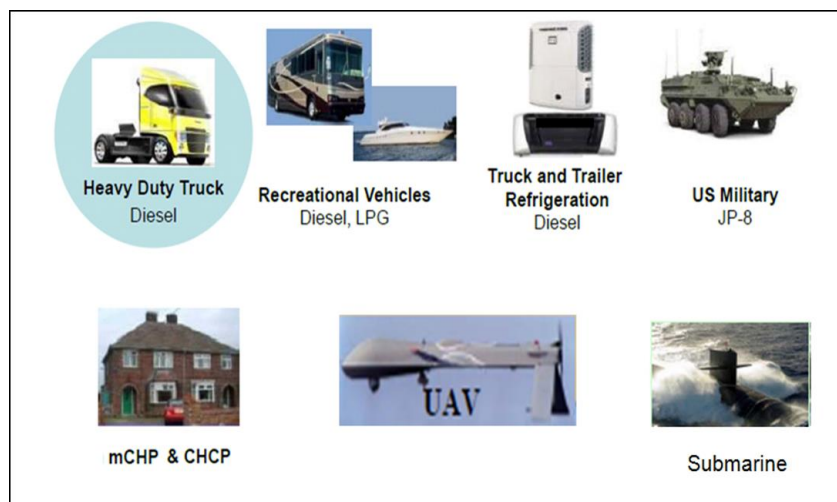 Heavy Duty Truck
Diesel
Recreational Vehicles
Diesel, LPG
Truck and Trailer
Refrigeration
Diesel
US Military
JP-8
mCHP & CHCP
UAV
Submarine